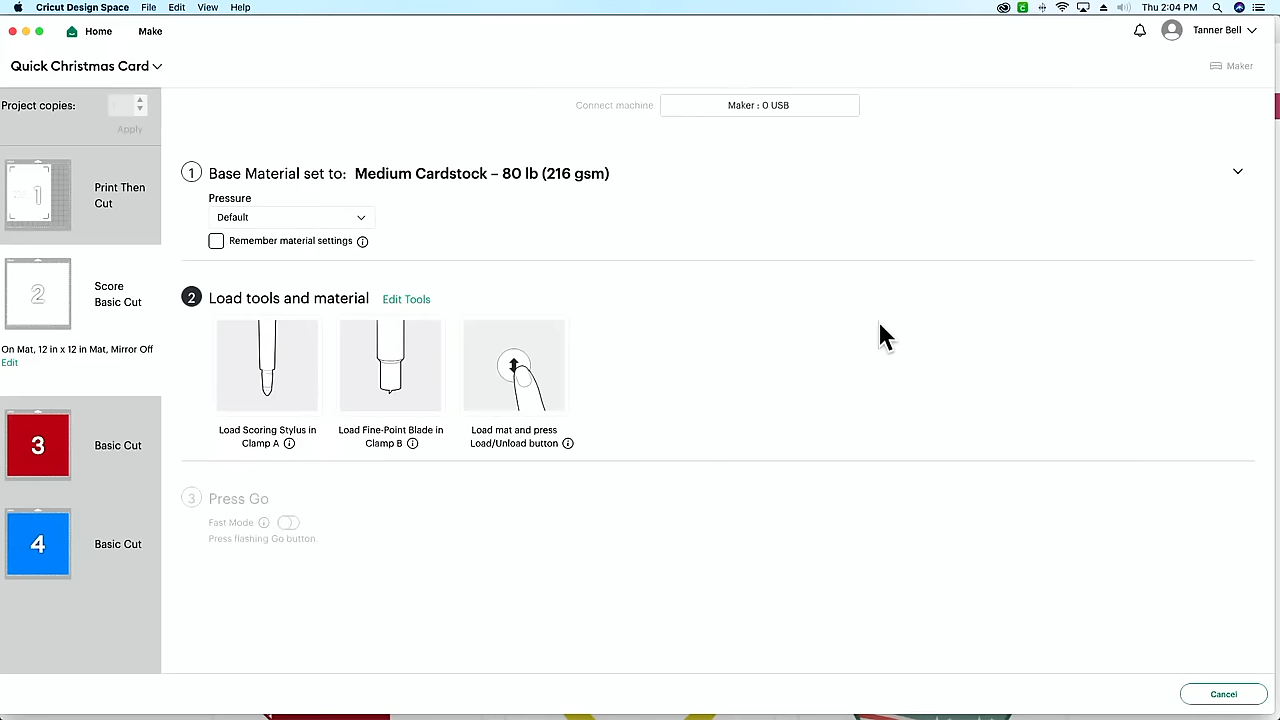 Cricut Design Space File Edit View Help Thu 2:04 PM
Home Make Tanner Bell
Quick Christmas Card Maker
Project copies:
Apply
Connect machine Maker : 0 USB
1 Print Then Cut
2 Score
Basic Cut
On Mat, 12 in x 12 in Mat, Mirror Off
Edit
3 Basic Cut
4 Basic Cut
1 Base Material set to: Medium Cardstock – 80 lb (216 gsm)
Pressure
Default
Remember material settings
2 Load tools and material Edit Tools
Load Scoring Stylus in
Clamp A
Load Fine-Point Blade in
Clamp B
Load mat and press
Load/Unload button
3 Press Go
Fast Mode
Press flashing Go button.
Cancel